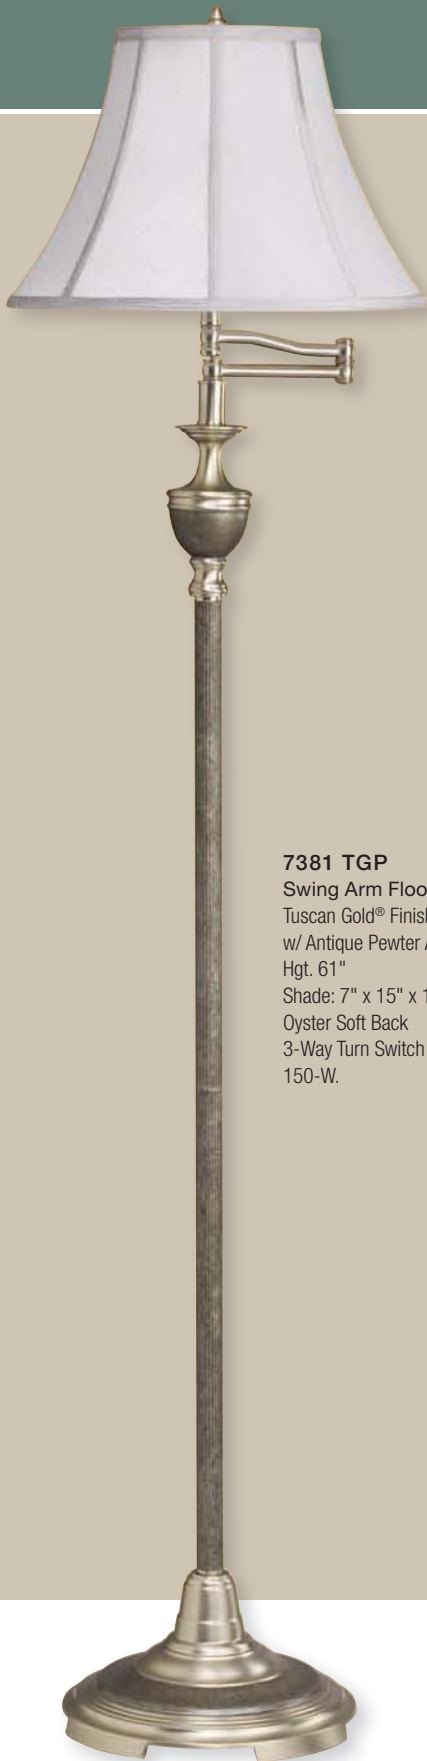 7381 TGP
Swing Arm Floo
Tuscan Gold® Finish
w/ Antique Pewter A
Hgt. 61"
Shade: 7" x 15" x 1
Oyster Soft Back
3-Way Turn Switch
150-W.